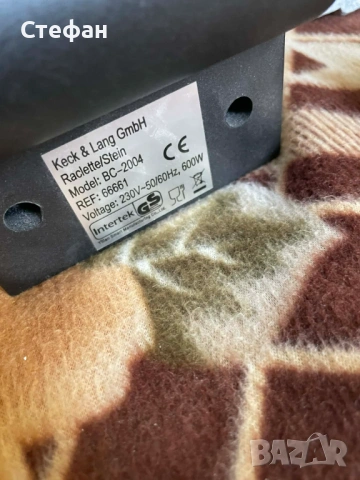 Стефан
Keck & Lang GmbH
Raclette/Stein
Model: BC-2004
REF: 66661
Voltage: 230V~50/60Hz, 600W
CE
Intertek
GS
BAZAR